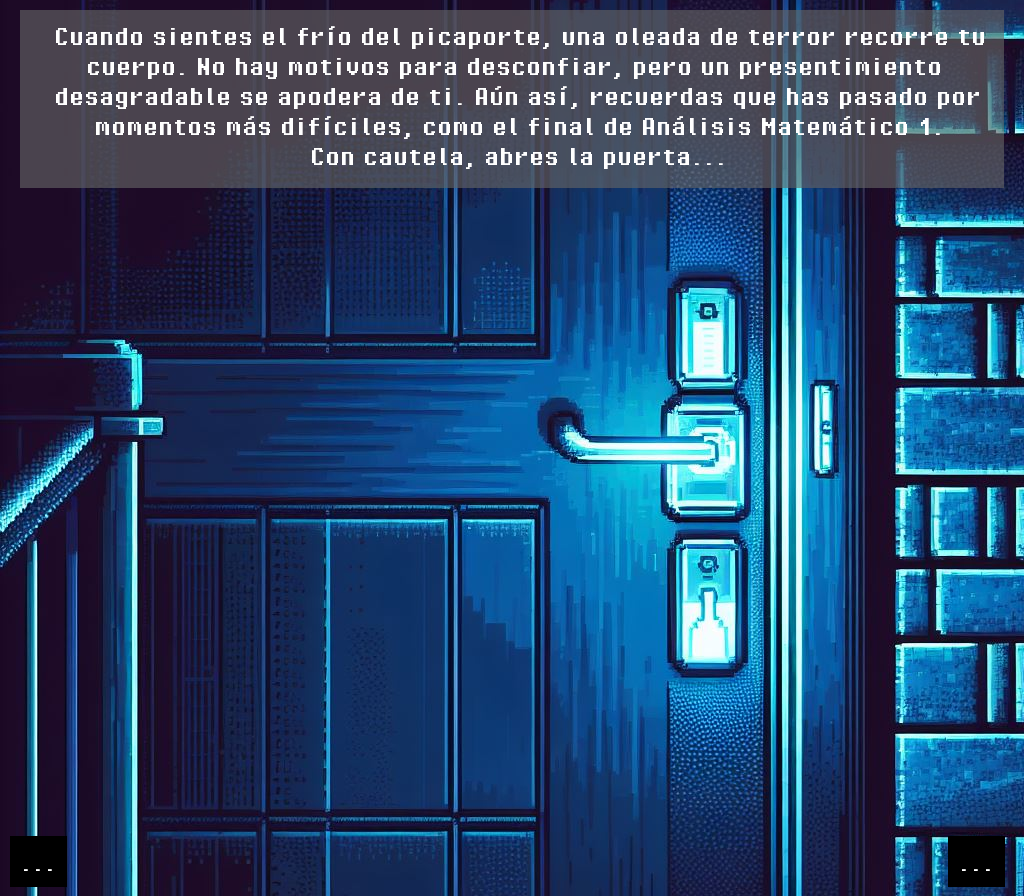 Cuando sientes el frío del picaporte, una oleada de terror recorre tu
cuerpo. No hay motivos para desconfiar, pero un presentimiento
desagradable se apodera de ti. Aún así, recuerdas que has pasado por
momentos más difíciles, como el final de Análisis Matemático 1.
Con cautela, abres la puerta...
... ...